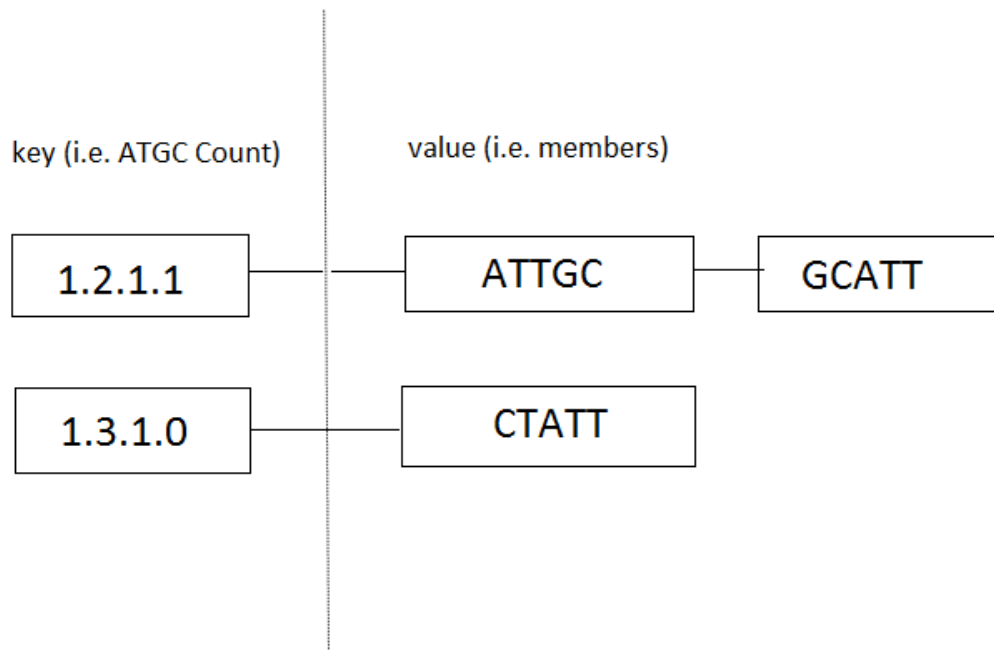 key (i.e. ATGC Count)
value (i.e. members)
1.2.1.1
ATTGC
GCATT
1.3.1.0
CTATT